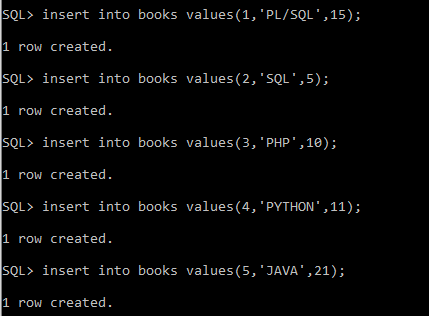 SQL> insert into books values(1,'PL/SQL',15);
1 row created.
SQL> insert into books values(2,'SQL',5);
1 row created.
SQL> insert into books values(3,'PHP',10);
1 row created.
SQL> insert into books values(4,'PYTHON',11);
1 row created.
SQL> insert into books values(5,'JAVA',21);
1 row created.